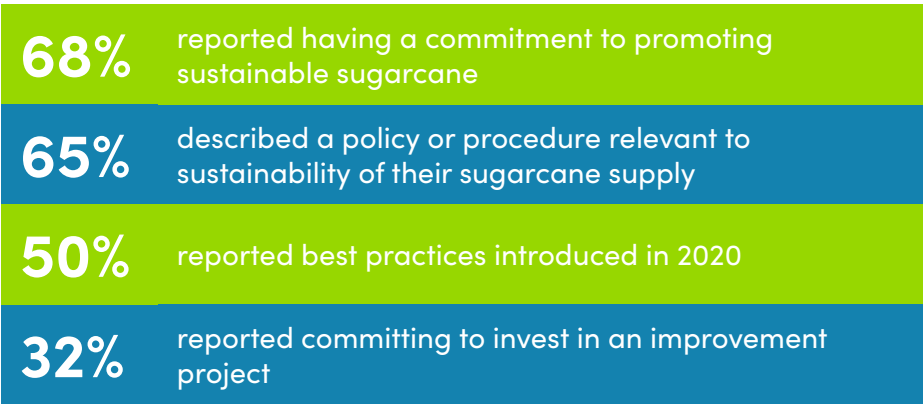 68%
reported having a commitment to promoting
sustainable sugarcane
65%
described a policy or procedure relevant to
sustainability of their sugarcane supply
50%
reported best practices introduced in 2020
32%
reported committing to invest in an improvement
project